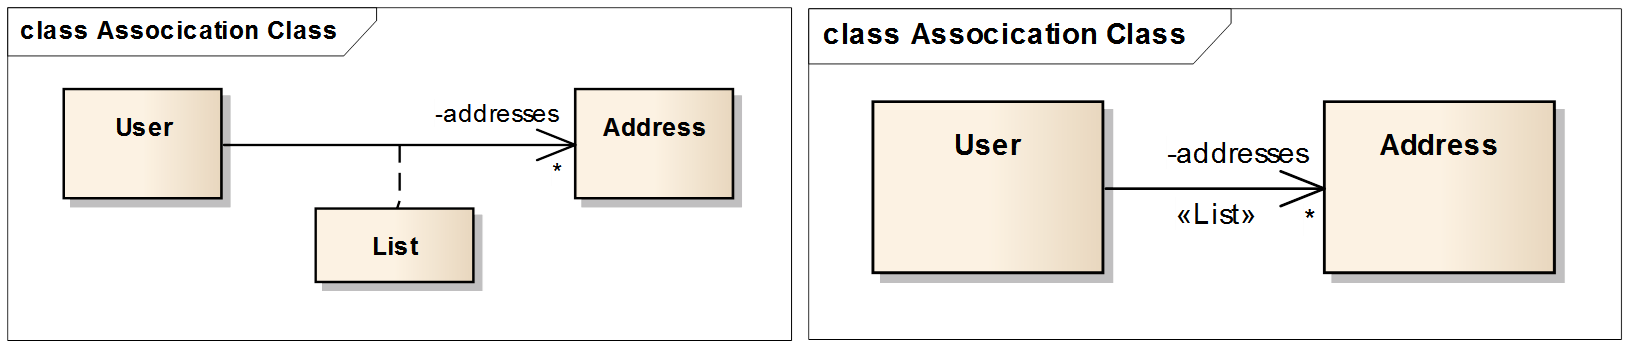 class Assocication Class
User
-addresses
*
Address
List
class Assocication Class
User
-addresses
«List»
*
Address